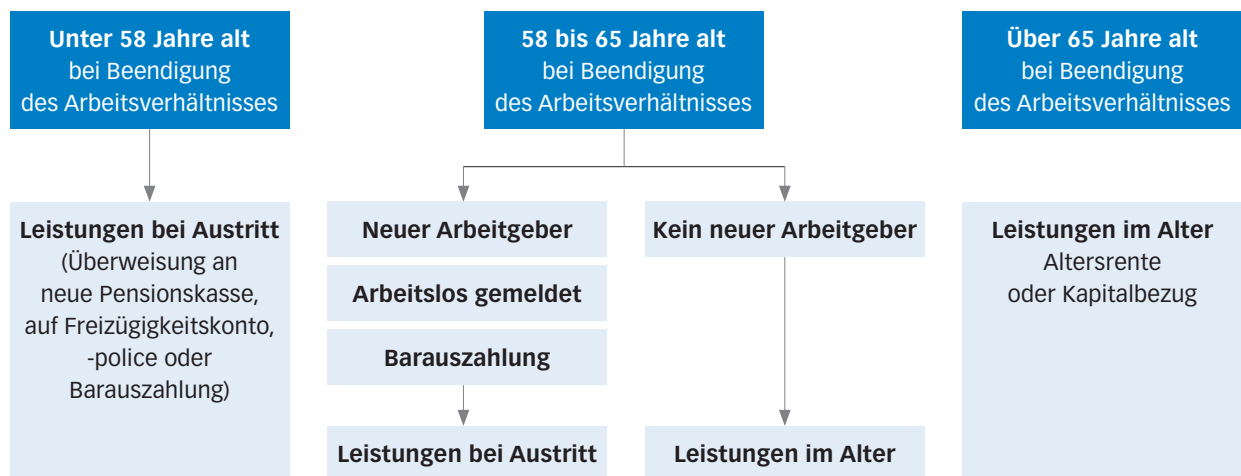 Unter 58 Jahre alt
bei Beendigung
des Arbeitsverhältnisses
58 bis 65 Jahre alt
bei Beendigung
des Arbeitsverhältnisses
Über 65 Jahre alt
bei Beendigung
des Arbeitsverhältnisses
Leistungen bei Austritt
(Überweisung an
neue Pensionskasse,
auf Freizügigkeitskonto,
-police oder
Barauszahlung)
Neuer Arbeitgeber
Arbeitslos gemeldet
Barauszahlung
Leistungen bei Austritt
Kein neuer Arbeitgeber
Leistungen im Alter
Leistungen im Alter
Altersrente
oder Kapitalbezug